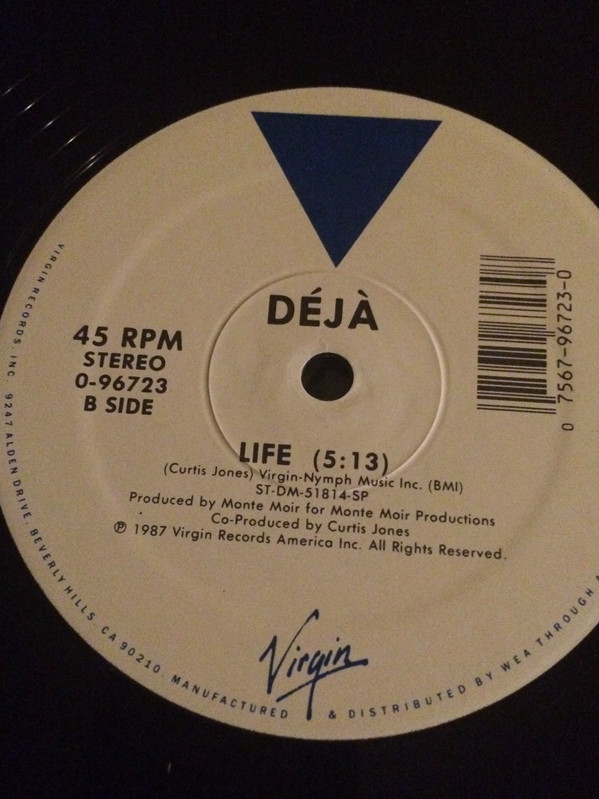 DÉJÀ
45 RPM
STEREO
0-96723
B SIDE
0 7567-96723-0
LIFE (5:13)
(Curtis Jones) Virgin-Nymph Music Inc. (BMI)
ST-DM-51814-SP
Produced by Monte Moir for Monte Moir Productions
Co-Produced by Curtis Jones
℗ 1987 Virgin Records America Inc. All Rights Reserved.
Virgin
VIRGIN RECORDS, INC. 9247 ALDEN DRIVE, BEVERLY HILLS, CA 90210. MANUFACTURED & DISTRIBUTED BY WEA THROUGH A